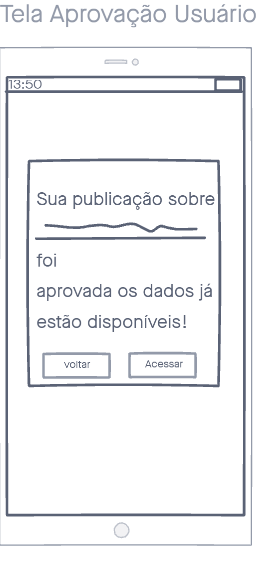 Tela Aprovação Usuário
13:50
Sua publicação sobre
foi
aprovada os dados já
estão disponíveis!
voltar Acessar